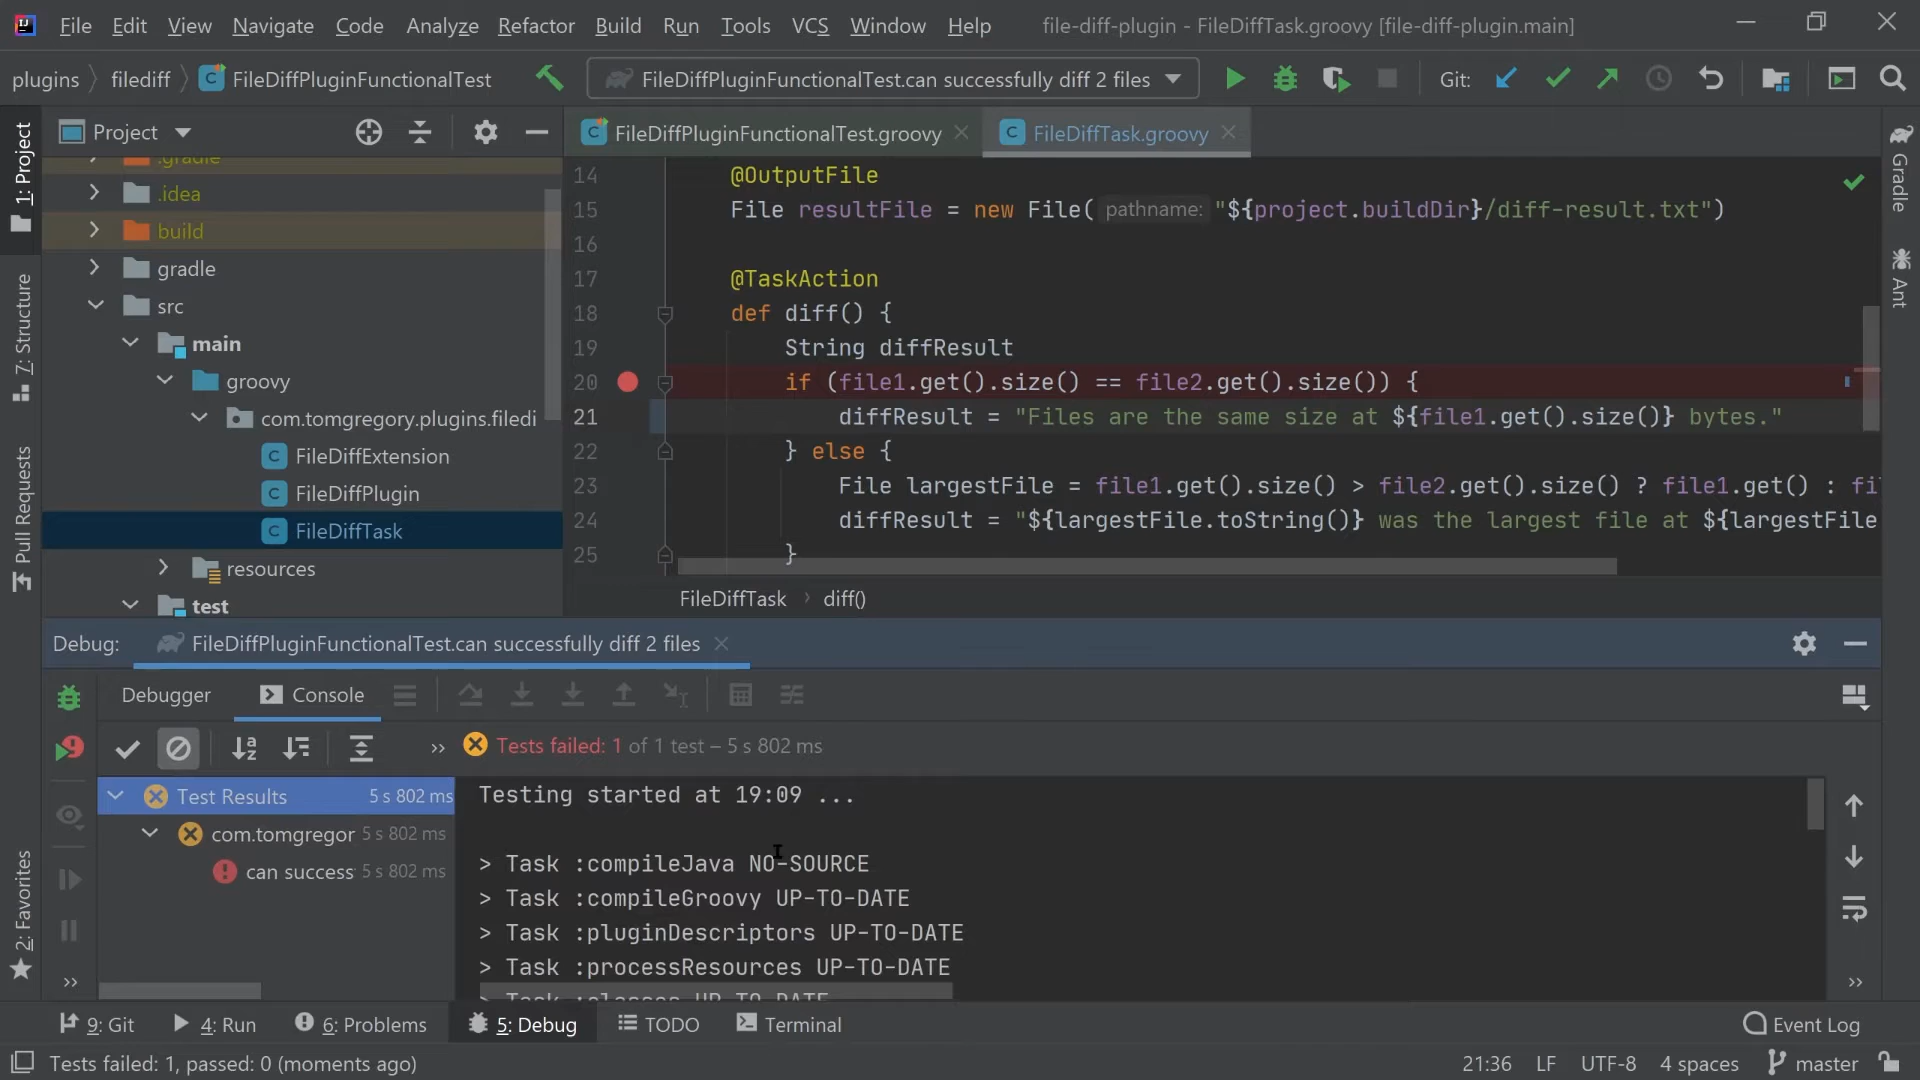 File Edit View Navigate Code Analyze Refactor Build Run Tools VCS Window Help file-diff-plugin - FileDiffTask.groovy [file-diff-plugin.main]
plugins filediff FileDiffPluginFunctionalTest FileDiffPluginFunctionalTest.can successfully diff 2 files Git:
1: Project
7: Structure
Pull Requests
2: Favorites
Project
.gradle
.idea
build
gradle
src
main
groovy
com.tomgregory.plugins.filedi
FileDiffExtension
FileDiffPlugin
FileDiffTask
resources
test
FileDiffPluginFunctionalTest.groovy FileDiffTask.groovy
14 @OutputFile
15 File resultFile = new File( pathname: "${project.buildDir}/diff-result.txt")
16
17 @TaskAction
18 def diff() {
19 String diffResult
20 if (file1.get().size() == file2.get().size()) {
21 diffResult = "Files are the same size at ${file1.get().size()} bytes."
22 } else {
23 File largestFile = file1.get().size() > file2.get().size() ? file1.get() : fi
24 diffResult = "${largestFile.toString()} was the largest file at ${largestFile
25 }
FileDiffTask › diff()
Gradle
Ant
Debug: FileDiffPluginFunctionalTest.can successfully diff 2 files
Debugger Console
» Tests failed: 1 of 1 test – 5 s 802 ms
Test Results 5 s 802 ms
com.tomgregor 5 s 802 ms
can success 5 s 802 ms
Testing started at 19:09 ...
> Task :compileJava NO-SOURCE
> Task :compileGroovy UP-TO-DATE
> Task :pluginDescriptors UP-TO-DATE
> Task :processResources UP-TO-DATE
> Task :classes UP-TO-DATE
9: Git 4: Run 6: Problems 5: Debug TODO Terminal Event Log
Tests failed: 1, passed: 0 (moments ago) 21:36 LF UTF-8 4 spaces master